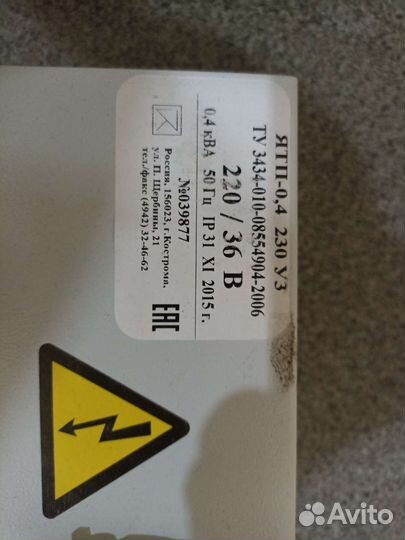 ЯТП-0,4 230 У3
ТУ 3434-010-08554904-2006
220 / 36 В
0,4 кВА 50 Гц IP 31 XI 2015 г.
№039877
Россия, 156023, г. Кострома,
ул. П. Щербины, 21
тел./факс (4942) 32-46-62
ЕАС
Avito